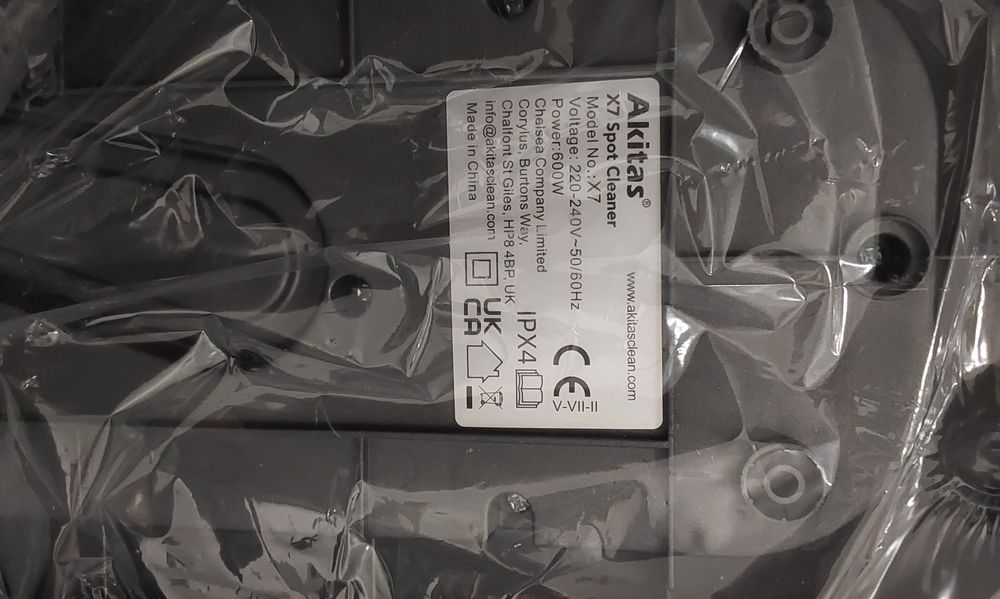 Akitas®
www.akitasclean.com
X7 Spot Cleaner
Model No.:X7
Voltage: 220-240V~50/60Hz
Power:600W
Chelsea Company Limited
Corylus, Burtons Way,
Chalfont St Giles, HP8 4BP, UK
info@akitasclean.com
Made in China
CE
V-VII-II
IPX4
UK
CA